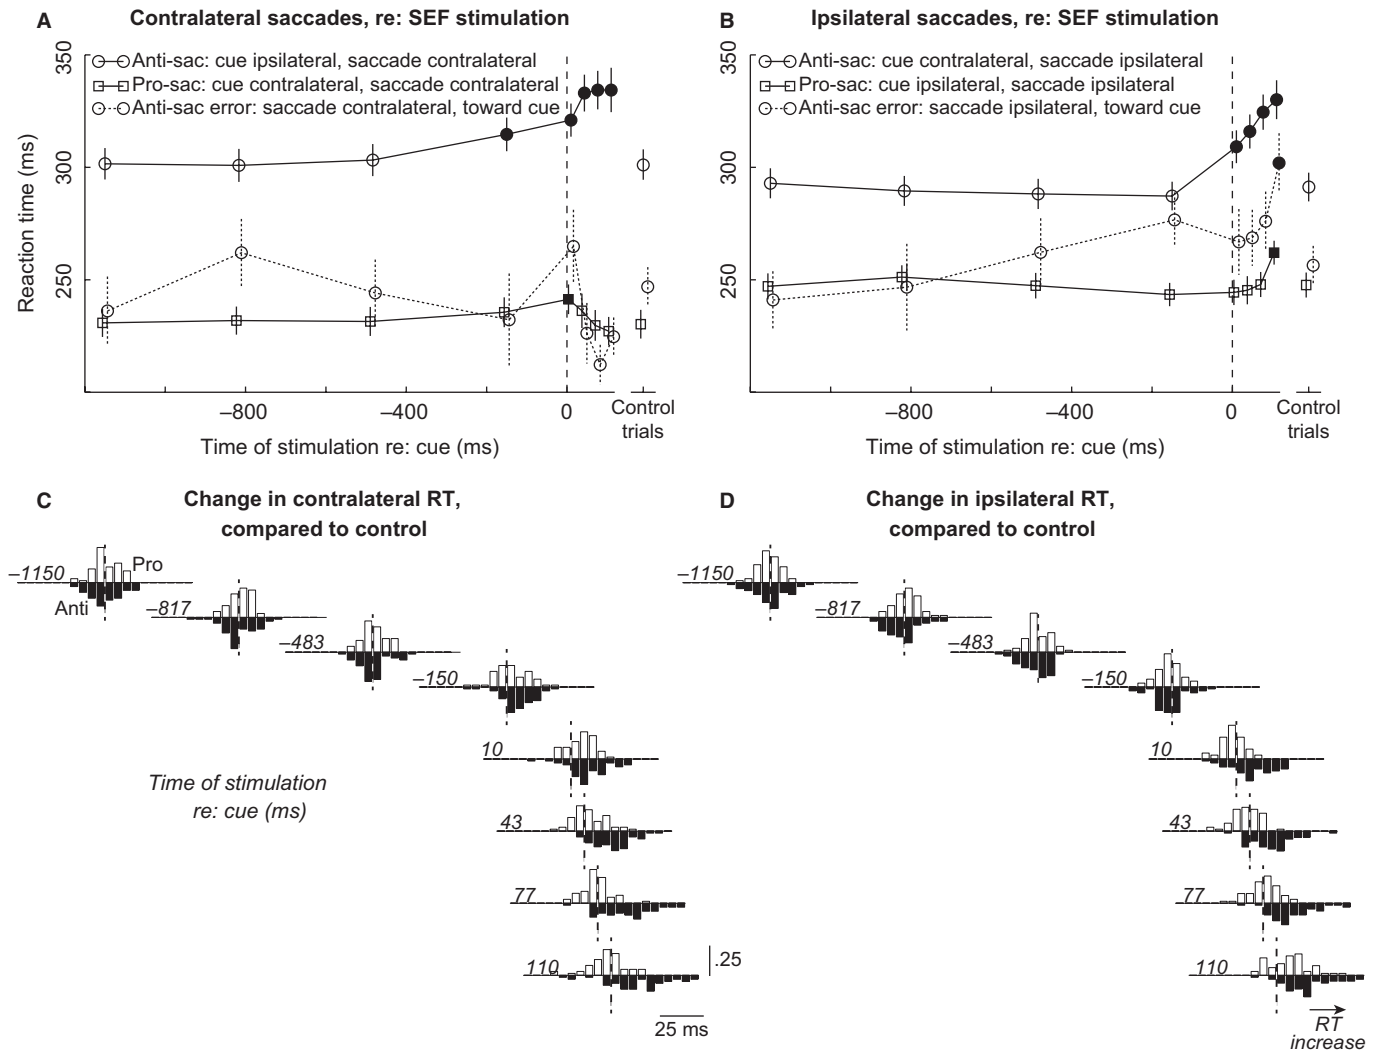 A
Contralateral saccades, re: SEF stimulation
350
300
250
Reaction time (ms)
Anti-sac: cue ipsilateral, saccade contralateral
Pro-sac: cue contralateral, saccade contralateral
Anti-sac error: saccade contralateral, toward cue
–800
–400
0
Control
trials
Time of stimulation re: cue (ms)
B
Ipsilateral saccades, re: SEF stimulation
350
300
250
Anti-sac: cue contralateral, saccade ipsilateral
Pro-sac: cue ipsilateral, saccade ipsilateral
Anti-sac error: saccade ipsilateral, toward cue
–800
–400
0
Control
trials
Time of stimulation re: cue (ms)
C
Change in contralateral RT,
compared to control
–1150
Pro
Anti
–817
–483
–150
10
Time of stimulation
re: cue (ms)
43
77
110
.25
25 ms
D
Change in ipsilateral RT,
compared to control
–1150
–817
–483
–150
10
43
77
110
RT
increase